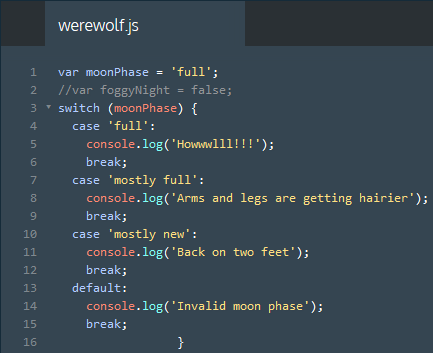 werewolf.js
1 var moonPhase = 'full';
2 //var foggyNight = false;
3 switch (moonPhase) {
4 case 'full':
5 console.log('Howwwlll!!!');
6 break;
7 case 'mostly full':
8 console.log('Arms and legs are getting hairier');
9 break;
10 case 'mostly new':
11 console.log('Back on two feet');
12 break;
13 default:
14 console.log('Invalid moon phase');
15 break;
16 }